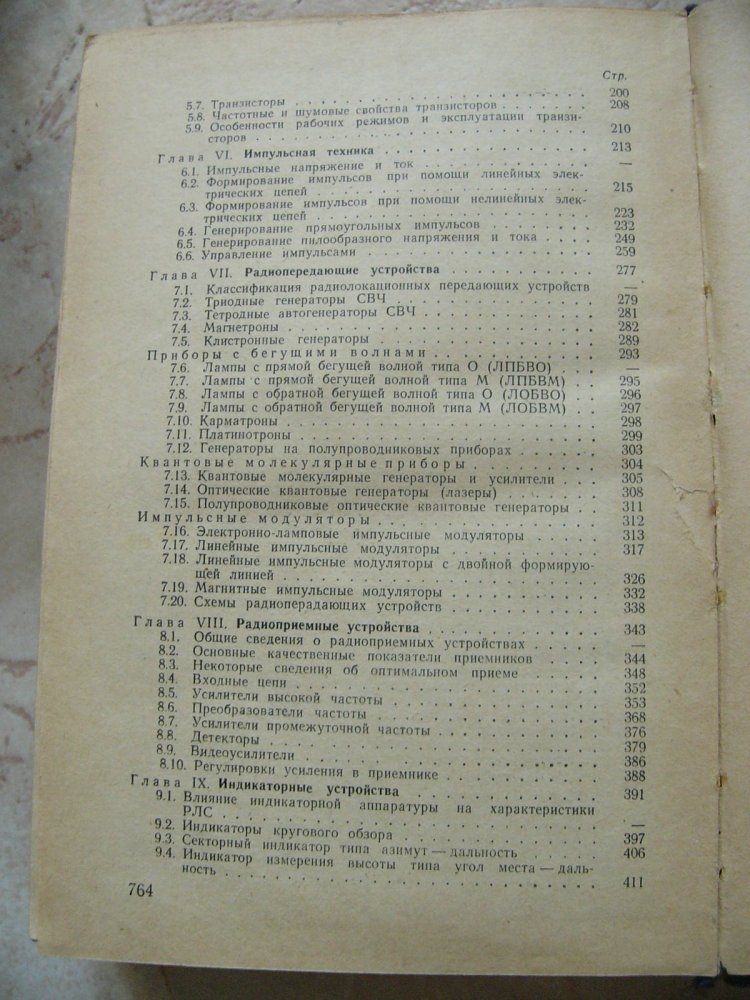 Стр.
5.7. Транзисторы . . . . . . . . . . . . . . . . . 200
5.8. Частотные и шумовые свойства транзисторов . . . . . . 208
5.9. Особенности рабочих режимов и эксплуатации транзи-
сторов . . . . . . . . . . . . . . . . . . . . 210
Глава VI. Импульсная техника . . . . . . . . . . . . 213
6.1. Импульсные напряжение и ток . . . . . . . . . . —
6.2. Формирование импульсов при помощи линейных элек-
трических цепей . . . . . . . . . . . . . . . . 215
6.3. Формирование импульсов при помощи нелинейных элек-
трических цепей . . . . . . . . . . . . . . . . 223
6.4. Генерирование прямоугольных импульсов . . . . . . . 232
6.5. Генерирование пилообразного напряжения и тока . . . . 249
6.6. Управление импульсами . . . . . . . . . . . . . 259
Глава VII. Радиопередающие устройства . . . . . . . . . 277
7.1. Классификация радиолокационных передающих устройств —
7.2. Триодные генераторы СВЧ . . . . . . . . . . . . 279
7.3. Тетродные автогенераторы СВЧ . . . . . . . . . . 281
7.4. Магнетроны . . . . . . . . . . . . . . . . . 282
7.5. Клистронные генераторы . . . . . . . . . . . . . 289
Приборы с бегущими волнами . . . . . . . . . . 293
7.6. Лампы с прямой бегущей волной типа О (ЛПБВО) . . . —
7.7. Лампы с прямой бегущей волной типа М (ЛПБВМ) . . 295
7.8. Лампы с обратной бегущей волной типа О (ЛОБВО) . . 296
7.9. Лампы с обратной бегущей волной типа М (ЛОБВМ) . . 297
7.10. Карматроны . . . . . . . . . . . . . . . . . 298
7.11. Платинотроны . . . . . . . . . . . . . . . . 299
7.12. Генераторы на полупроводниковых приборах . . . . . . 303
Квантовые молекулярные приборы . . . . . . . . 304
7.13. Квантовые молекулярные генераторы и усилители . . . 305
7.14. Оптические квантовые генераторы (лазеры) . . . . . . 308
7.15. Полупроводниковые оптические квантовые генераторы . . 311
Импульсные модуляторы . . . . . . . . . . . . . 312
7.16. Электронно-ламповые импульсные модуляторы . . . . 313
7.17. Линейные импульсные модуляторы . . . . . . . . . 317
7.18. Линейные импульсные модуляторы с двойной формирую-
щей линией . . . . . . . . . . . . . . . . . . 326
7.19. Магнитные импульсные модуляторы . . . . . . . . . 332
7.20. Схемы радиоперадающих устройств . . . . . . . . . 338
Глава VIII. Радиоприемные устройства . . . . . . . . . . 343
8.1. Общие сведения о радиоприемных устройствах . . . . . —
8.2. Основные качественные показатели приемников . . . . . 344
8.3. Некоторые сведения об оптимальном приеме . . . . . . 348
8.4. Входные цепи . . . . . . . . . . . . . . . . . 352
8.5. Усилители высокой частоты . . . . . . . . . . . . 353
8.6. Преобразователи частоты . . . . . . . . . . . . . 368
8.7. Усилители промежуточной частоты . . . . . . . . . 376
8.8. Детекторы . . . . . . . . . . . . . . . . . . 379
8.9. Видеоусилители . . . . . . . . . . . . . . . . 386
8.10. Регулировки усиления в приемнике . . . . . . . . . 388
Глава IX. Индикаторные устройства . . . . . . . . . . . 391
9.1. Влияние индикаторной аппаратуры на характеристики
РЛС . . . . . . . . . . . . . . . . . . . . . —
9.2. Индикаторы кругового обзора . . . . . . . . . . . 397
9.3. Секторный индикатор типа азимут — дальность . . . . . 406
9.4. Индикатор измерения высоты типа угол места — даль-
ность . . . . . . . . . . . . . . . . . . . . 411
764